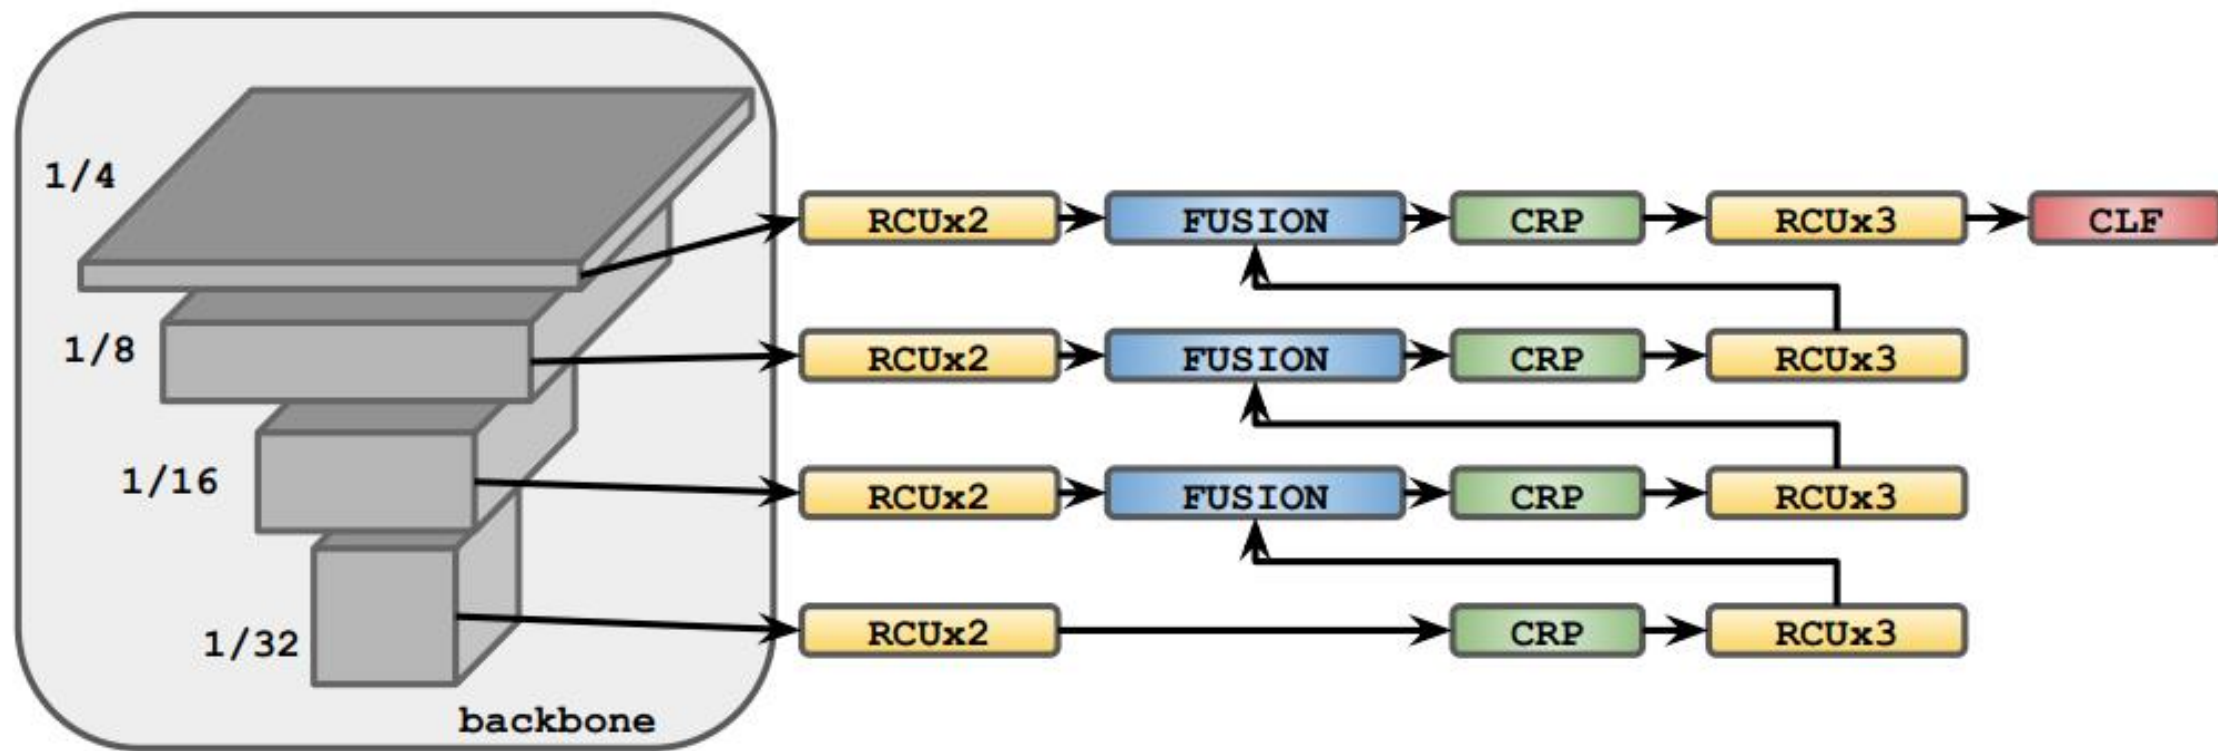 1/4
RCUx2 FUSION CRP RCUx3 CLF
1/8
RCUx2 FUSION CRP RCUx3
1/16
RCUx2 FUSION CRP RCUx3
1/32
RCUx2 CRP RCUx3
backbone